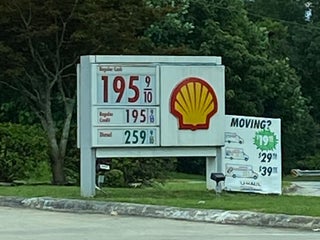 Regular Cash
195 9/10
Regular Credit 195 9/10
Diesel 259 9/10
MOVING?
$19.95
$29.95
$39.95
U-HAUL